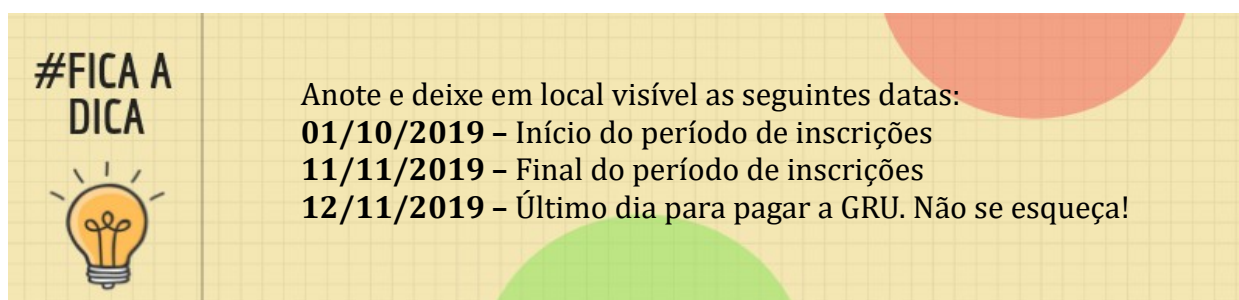 #FICA A
DICA
Anote e deixe em local visível as seguintes datas:
01/10/2019 – Início do período de inscrições
11/11/2019 – Final do período de inscrições
12/11/2019 – Último dia para pagar a GRU. Não se esqueça!